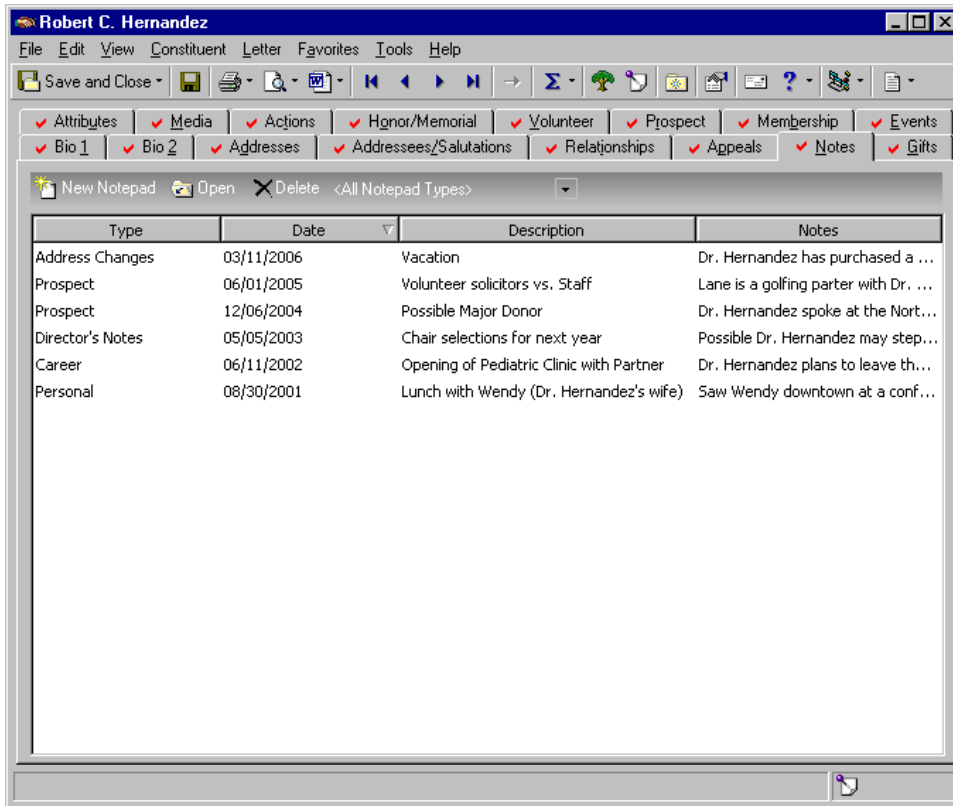 Robert C. Hernandez
File Edit View Constituent Letter Favorites Tools Help
Save and Close
Attributes Media Actions Honor/Memorial Volunteer Prospect Membership Events
Bio 1 Bio 2 Addresses Addressees/Salutations Relationships Appeals Notes Gifts
New Notepad Open Delete <All Notepad Types>
Type Date Description Notes
Address Changes 03/11/2006 Vacation Dr. Hernandez has purchased a ...
Prospect 06/01/2005 Volunteer solicitors vs. Staff Lane is a golfing parter with Dr. ...
Prospect 12/06/2004 Possible Major Donor Dr. Hernandez spoke at the Nort...
Director's Notes 05/05/2003 Chair selections for next year Possible Dr. Hernandez may step...
Career 06/11/2002 Opening of Pediatric Clinic with Partner Dr. Hernandez plans to leave th...
Personal 08/30/2001 Lunch with Wendy (Dr. Hernandez's wife) Saw Wendy downtown at a conf...